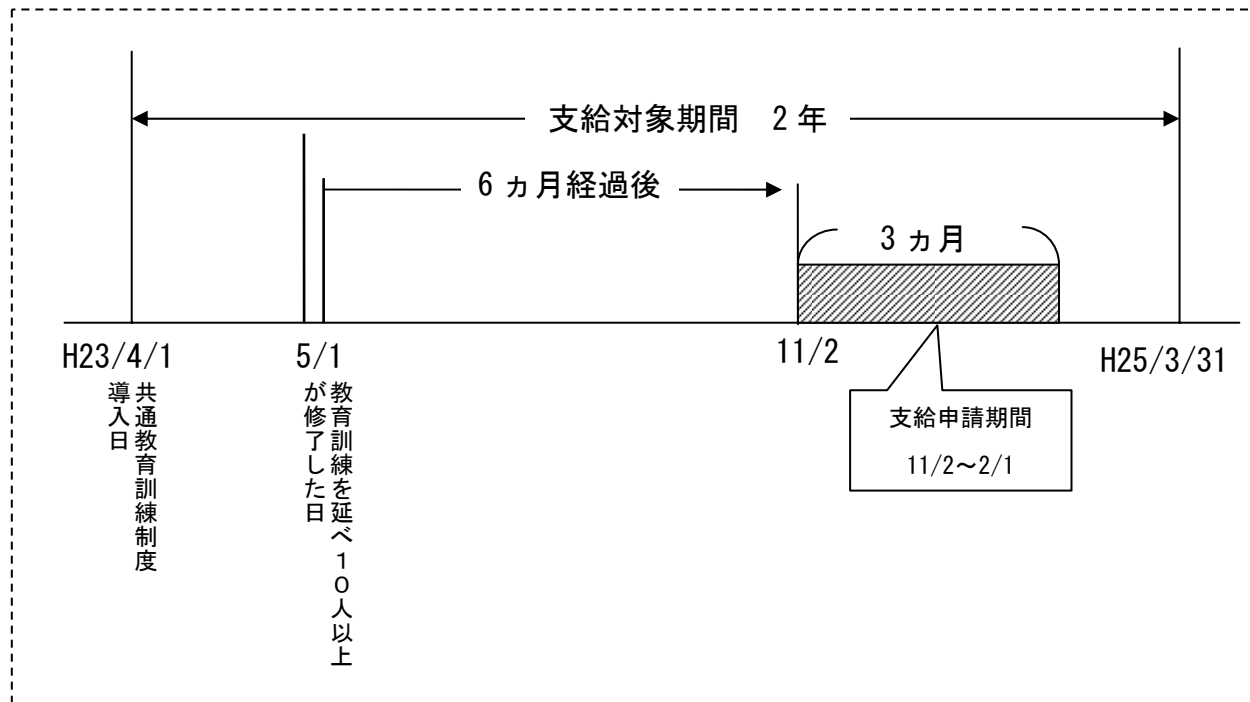 支給対象期間　2年
6ヵ月経過後
3ヵ月
H23/4/1
5/1
11/2
H25/3/31
共通教育訓練制度
導入日
教育訓練を延べ10人以上
が修了した日
支給申請期間
11/2～2/1